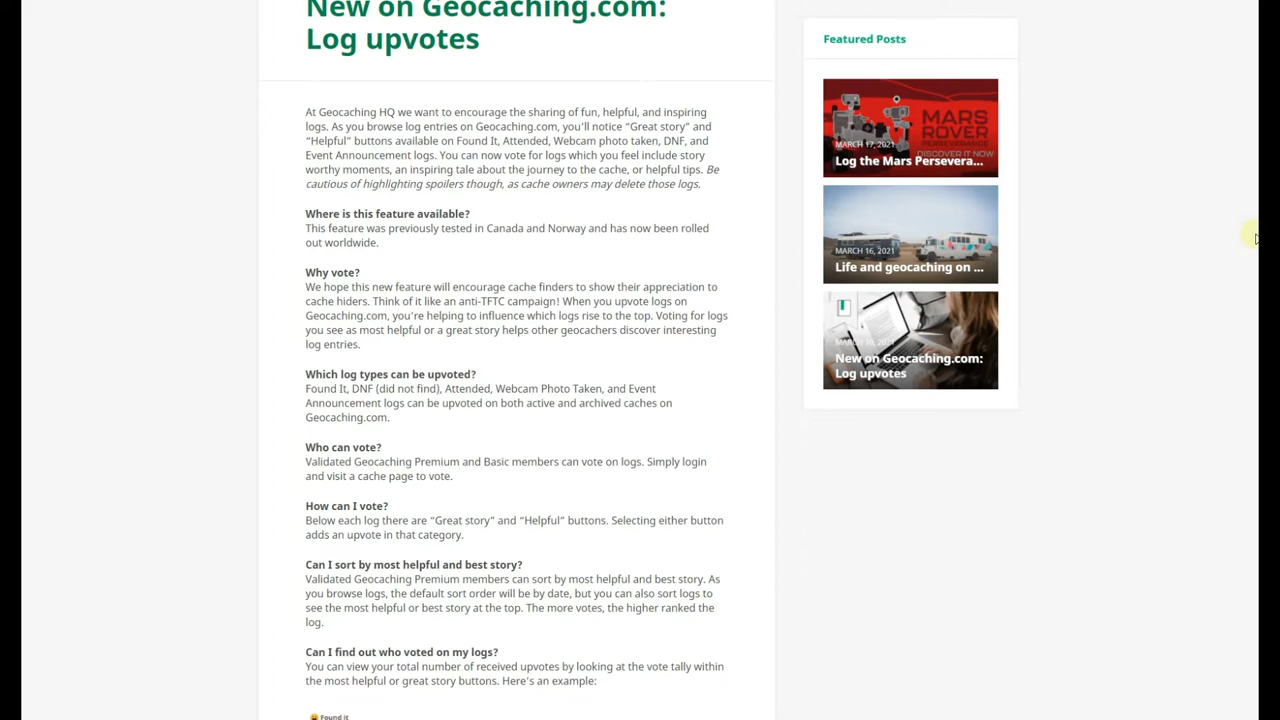 New on Geocaching.com:
Log upvotes
At Geocaching HQ we want to encourage the sharing of fun, helpful, and inspiring
logs. As you browse log entries on Geocaching.com, you'll notice “Great story” and
“Helpful” buttons available on Found It, Attended, Webcam photo taken, DNF, and
Event Announcement logs. You can now vote for logs which you feel include story
worthy moments, an inspiring tale about the journey to the cache, or helpful tips. Be
cautious of highlighting spoilers though, as cache owners may delete those logs.
Where is this feature available?
This feature was previously tested in Canada and Norway and has now been rolled
out worldwide.
Why vote?
We hope this new feature will encourage cache finders to show their appreciation to
cache hiders. Think of it like an anti-TFTC campaign! When you upvote logs on
Geocaching.com, you're helping to influence which logs rise to the top. Voting for logs
you see as most helpful or a great story helps other geocachers discover interesting
log entries.
Which log types can be upvoted?
Found It, DNF (did not find), Attended, Webcam Photo Taken, and Event
Announcement logs can be upvoted on both active and archived caches on
Geocaching.com.
Who can vote?
Validated Geocaching Premium and Basic members can vote on logs. Simply login
and visit a cache page to vote.
How can I vote?
Below each log there are “Great story” and “Helpful” buttons. Selecting either button
adds an upvote in that category.
Can I sort by most helpful and best story?
Validated Geocaching Premium members can sort by most helpful and best story. As
you browse logs, the default sort order will be by date, but you can also sort logs to
see the most helpful or best story at the top. The more votes, the higher ranked the
log.
Can I find out who voted on my logs?
You can view your total number of received upvotes by looking at the vote tally within
the most helpful or great story buttons. Here's an example:
Found it
Featured Posts
MARS
ROVER
PERSEVERANCE
DISCOVER IT NOW
MARCH 17, 2021
Log the Mars Persevera...
MARCH 16, 2021
Life and geocaching on ...
MARCH 10, 2021
New on Geocaching.com:
Log upvotes